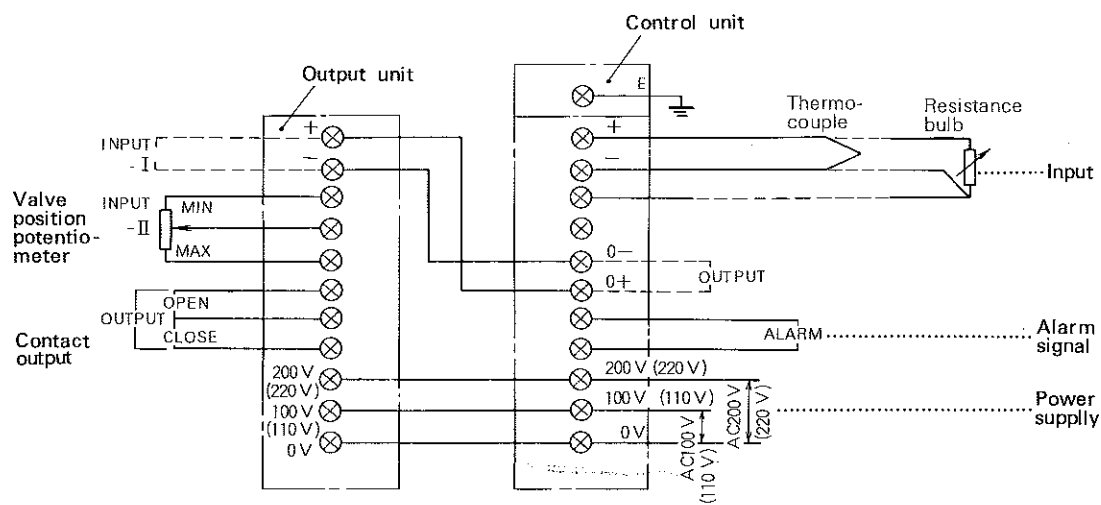 Control unit
Output unit
E
Thermo-
couple
Resistance
bulb
Input
INPUT
- I
+
−
+
−
Valve
position
potentio-
meter
INPUT
- II
MIN
MAX
0−
0+
OUTPUT
OPEN
OUTPUT
CLOSE
Contact
output
ALARM
Alarm
signal
200 V
(220 V)
100 V
(110 V)
0 V
200 V (220 V)
100 V (110 V)
0 V
AC100 V
(110 V)
AC200 V
(220 V)
Power
supplly